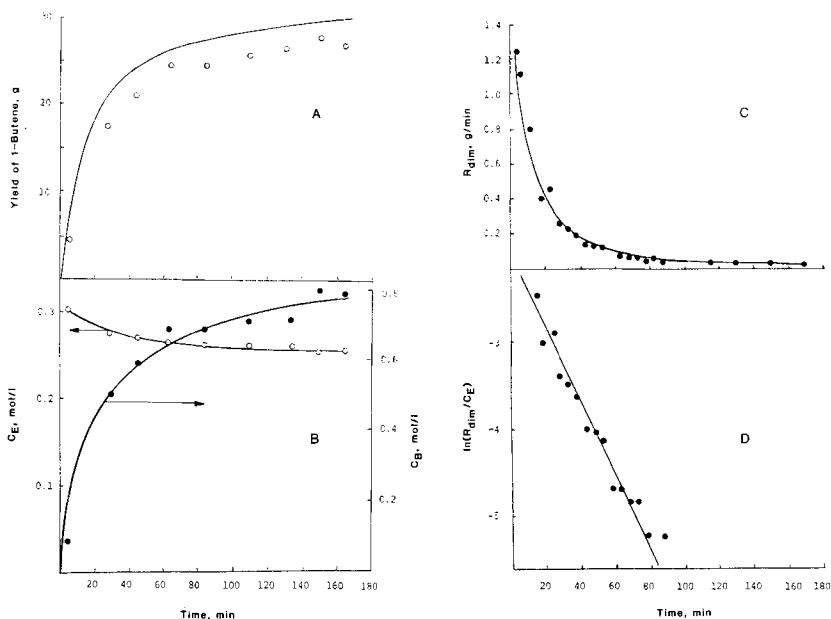 30
20
10
Yield of 1-Butene, g
A
0.3
0.2
0.1
C_E, mol/l
0.8
0.6
0.2
C_B, mol/l
B
20 40 60 80 100 120 140 160 180
Time, min
1.4
1.2
1.0
0.8
0.6
0.4
0.2
R_dim, g/min
C
-3
-4
-5
ln(R_dim/C_E)
D
20 40 60 80 100 120 140 160 180
Time, min